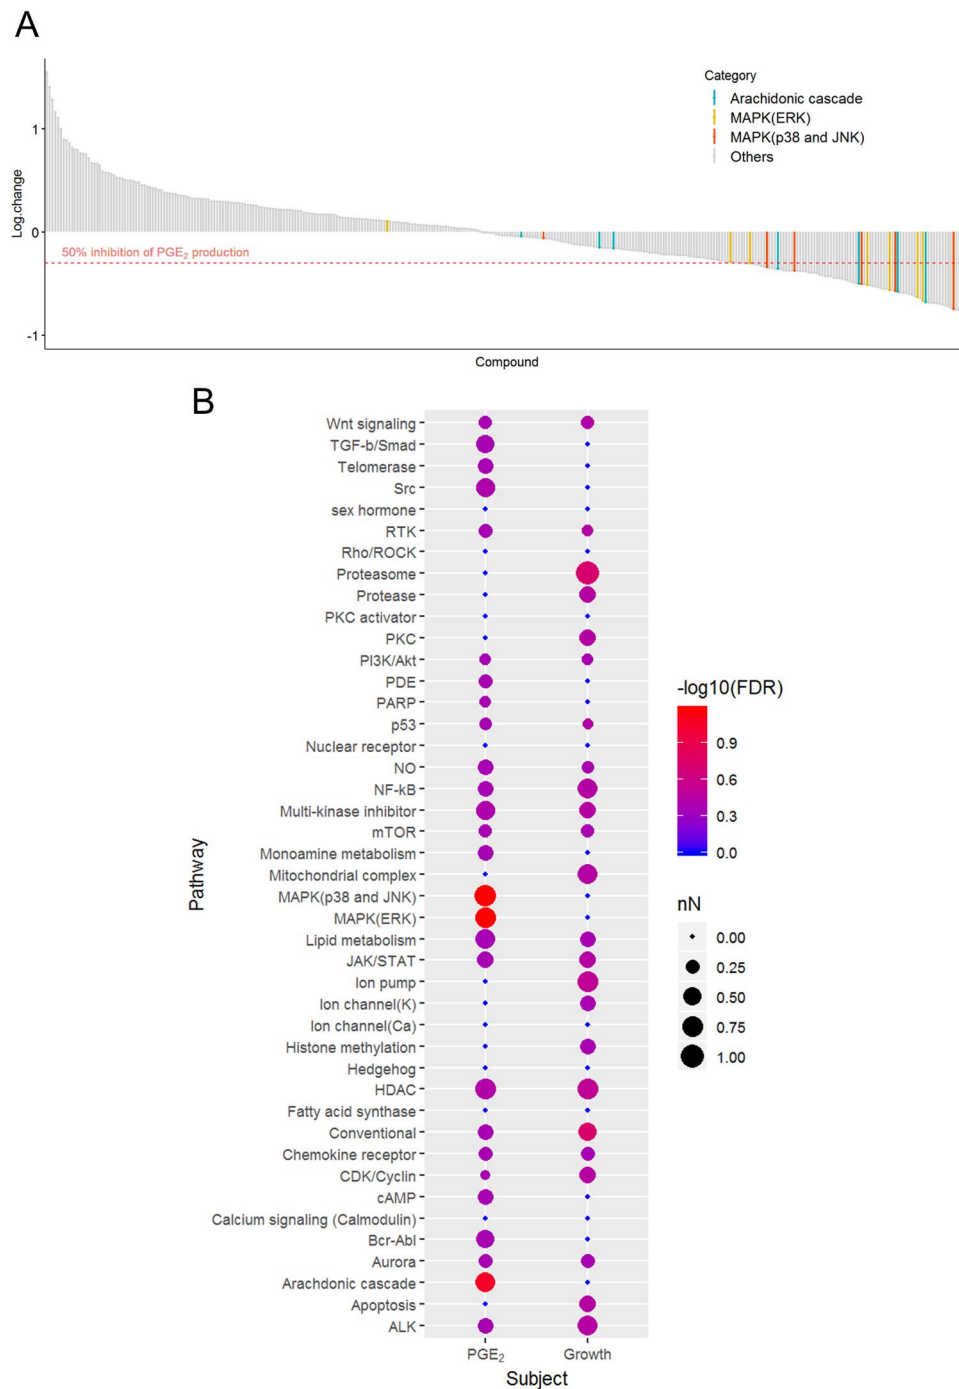 A
Log.change
1
0
-1
50% inhibition of PGE₂ production
Category
Arachidonic cascade
MAPK(ERK)
MAPK(p38 and JNK)
Others
Compound
B
Pathway
Wnt signaling
TGF-b/Smad
Telomerase
Src
sex hormone
RTK
Rho/ROCK
Proteasome
Protease
PKC activator
PKC
PI3K/Akt
PDE
PARP
p53
Nuclear receptor
NO
NF-kB
Multi-kinase inhibitor
mTOR
Monoamine metabolism
Mitochondrial complex
MAPK(p38 and JNK)
MAPK(ERK)
Lipid metabolism
JAK/STAT
Ion pump
Ion channel(K)
Ion channel(Ca)
Histone methylation
Hedgehog
HDAC
Fatty acid synthase
Conventional
Chemokine receptor
CDK/Cyclin
cAMP
Calcium signaling (Calmodulin)
Bcr-Abl
Aurora
Arachdonic cascade
Apoptosis
ALK
PGE₂ Growth
Subject
-log10(FDR)
0.9
0.6
0.3
0.0
nN
0.00
0.25
0.50
0.75
1.00